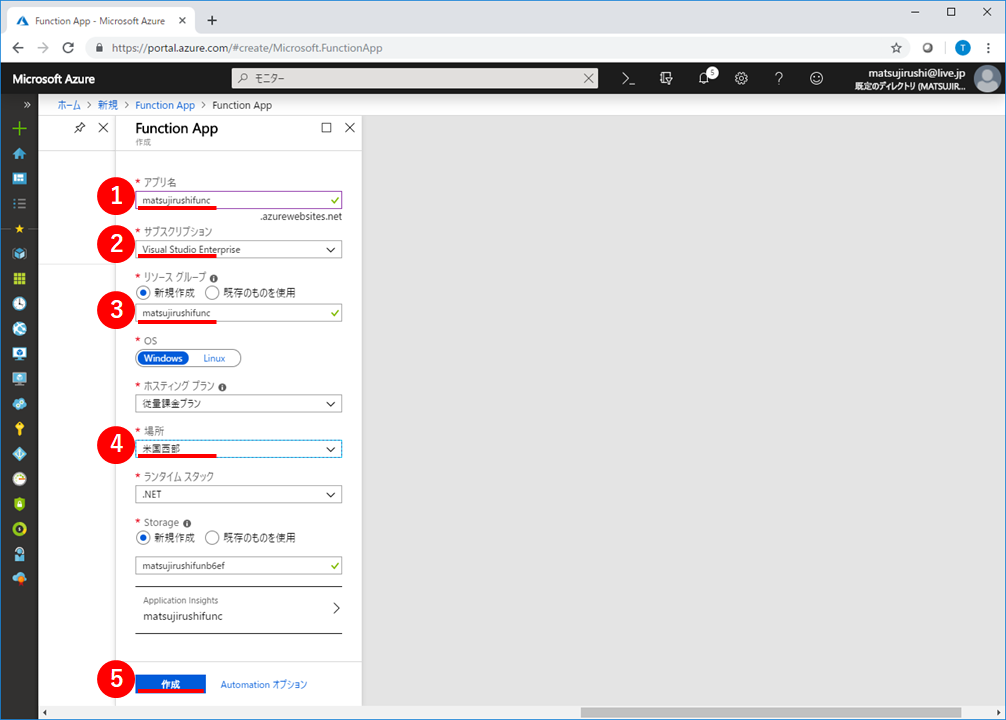 Function App - Microsoft Azure
https://portal.azure.com/#create/Microsoft.FunctionApp
T
Microsoft Azure
モニター
5
matsujirushi@live.jp
既定のディレクトリ (MATSUJIR...
ホーム > 新規 > Function App > Function App
Function App
作成
1
* アプリ名
matsujirushifunc
.azurewebsites.net
2
* サブスクリプション
Visual Studio Enterprise
3
* リソース グループ
新規作成 既存のものを使用
matsujirushifunc
* OS
Windows Linux
* ホスティング プラン
従量課金プラン
4
* 場所
米国西部
* ランタイム スタック
.NET
* Storage
新規作成 既存のものを使用
matsujirushifunb6ef
Application Insights
matsujirushifunc
5
作成 Automation オプション